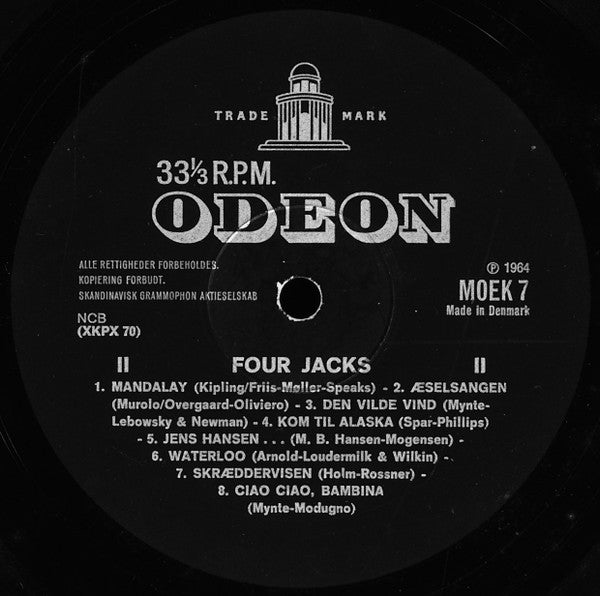 TRADE MARK
33⅓ R.P.M.
ODEON
ALLE RETTIGHEDER FORBEHOLDES.
KOPIERING FORBUDT.
SKANDINAVISK GRAMMOPHON AKTIESELSKAB
NCB
(XKPX 70)
℗ 1964
MOEK 7
Made in Denmark
II FOUR JACKS II
1. MANDALAY (Kipling/Friis-Møller-Speaks) - 2. ÆSELSANGEN
(Murolo/Overgaard-Oliviero) - 3. DEN VILDE VIND (Mynte-
Lebowsky & Newman) - 4. KOM TIL ALASKA (Spar-Phillips)
- 5. JENS HANSEN . . . (M. B. Hansen-Mogensen) -
6. WATERLOO (Arnold-Loudermilk & Wilkin) -
7. SKRÆDDERVISEN (Holm-Rossner) -
8. CIAO CIAO, BAMBINA
(Mynte-Modugno)